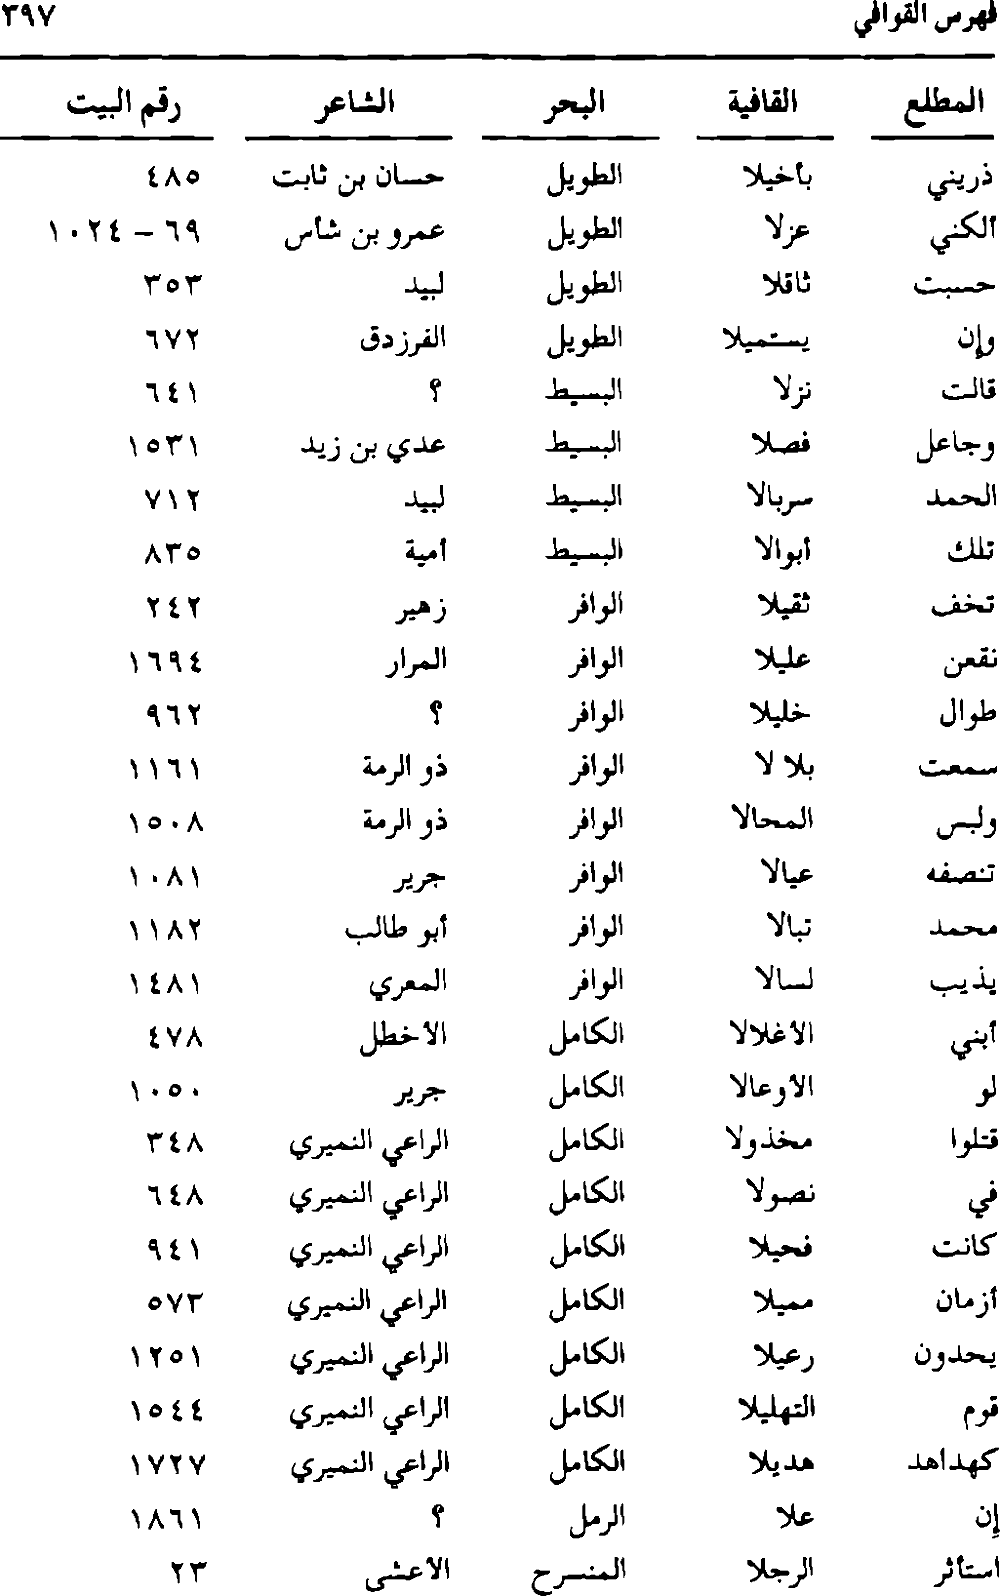 فهرس القوافي ٣٩٧
المطلع القافية البحر الشاعر رقم البيت
ذريني بأخيلا الطويل حسان بن ثابت ٤٨٥
ألكني عزلا الطويل عمرو بن شأس ٦٩ – ١٠٢٤
حسبت ثاقلا الطويل لبيد ٣٥٣
وإن يستميلا الطويل الفرزدق ٦٧٢
قالت نزلا البسيط ؟ ٦٤١
وجاعل فصلا البسيط عدي بن زيد ١٥٣١
الحمد سربالا البسيط لبيد ٧١٢
تلك أبوالا البسيط أمية ٨٣٥
تخف ثقيلا الوافر زهير ٢٤٢
نقعن عليلا الوافر المرار ١٦٩٤
طوال خليلا الوافر ؟ ٩٦٢
سمعت بلالا الوافر ذو الرمة ١١٦١
ولبس المحالا الوافر ذو الرمة ١٥٠٨
تنصفه عيالا الوافر جرير ١٠٨١
محمد تبالا الوافر أبو طالب ١١٨٢
يذيب لسالا الوافر المعري ١٤٨١
أبني الأغلالا الكامل الأخطل ٤٧٨
لو الأوعالا الكامل جرير ١٠٥٠
قتلوا مخذولا الكامل الراعي النميري ٣٤٨
في نصولا الكامل الراعي النميري ٦٤٨
كانت فحيلا الكامل الراعي النميري ٩٤١
أزمان مميلا الكامل الراعي النميري ٥٧٣
يحدون رعيلا الكامل الراعي النميري ١٢٥١
قوم التهليلا الكامل الراعي النميري ١٥٤٤
كهداهد هديلا الكامل الراعي النميري ١٧٢٧
إن علا الرمل ؟ ١٨٦١
استأثر الرجلا المنسرح الأعشى ٢٣